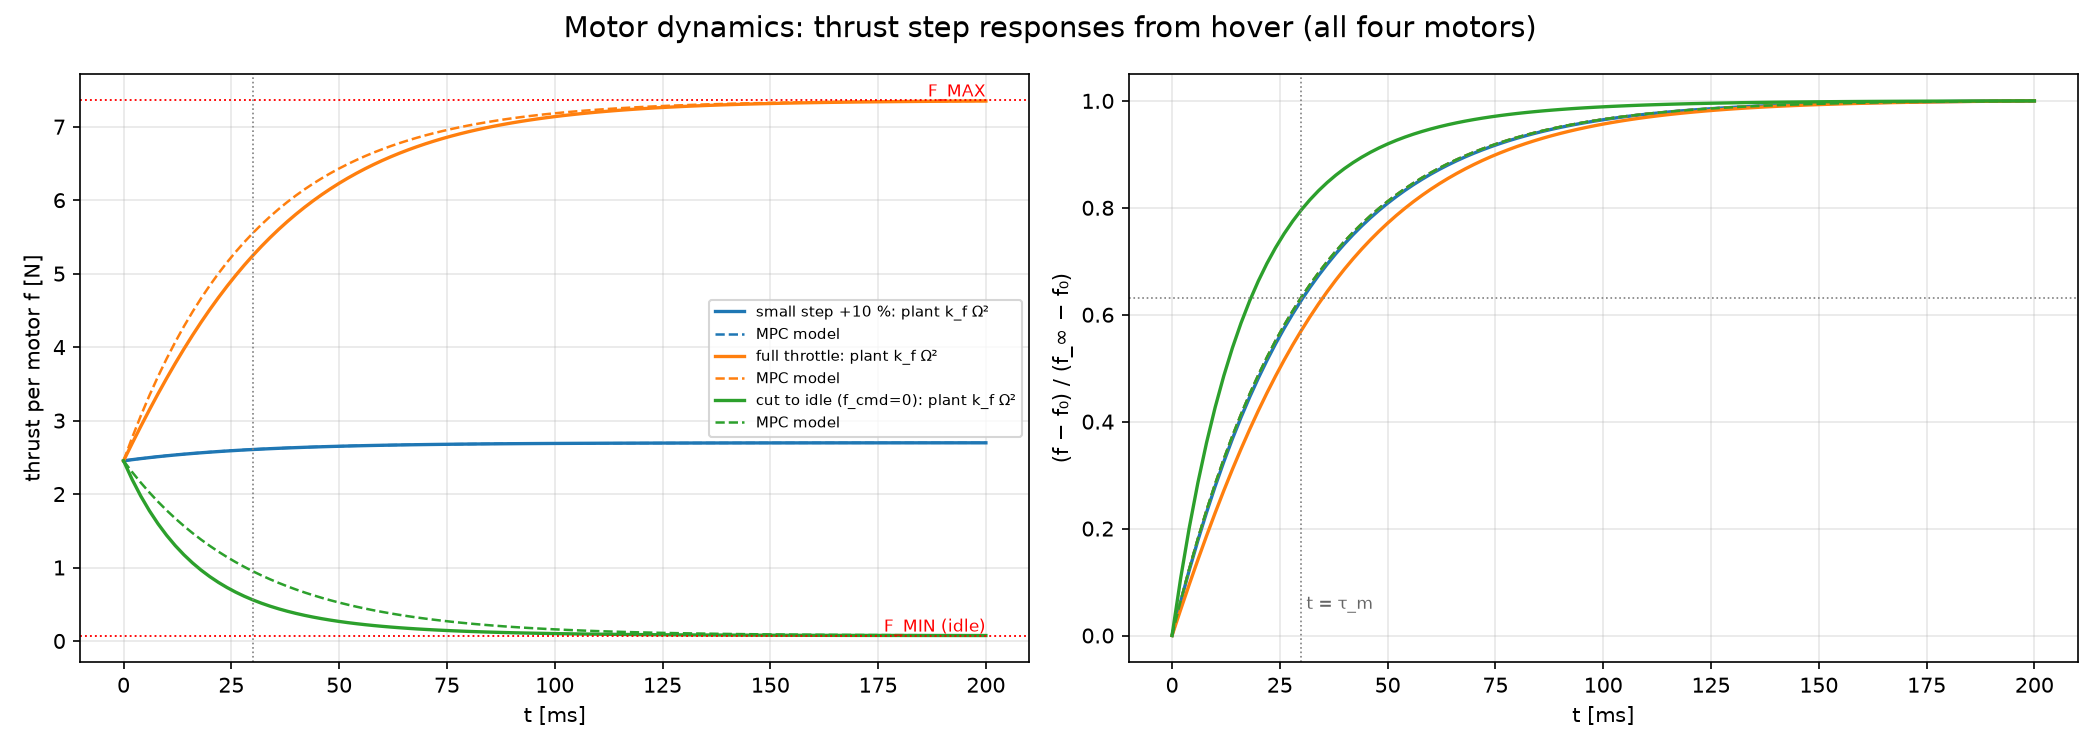 Motor dynamics: thrust step responses from hover (all four motors)
thrust per motor f [N]
7
6
5
4
3
2
1
0
F_MAX
small step +10 %: plant k_f Ω²
MPC model
full throttle: plant k_f Ω²
MPC model
cut to idle (f_cmd=0): plant k_f Ω²
MPC model
F_MIN (idle)
0 25 50 75 100 125 150 175 200
t [ms]
(f − f₀) / (f_∞ − f₀)
1.0
0.8
0.6
0.4
0.2
0.0
t = τ_m
0 25 50 75 100 125 150 175 200
t [ms]